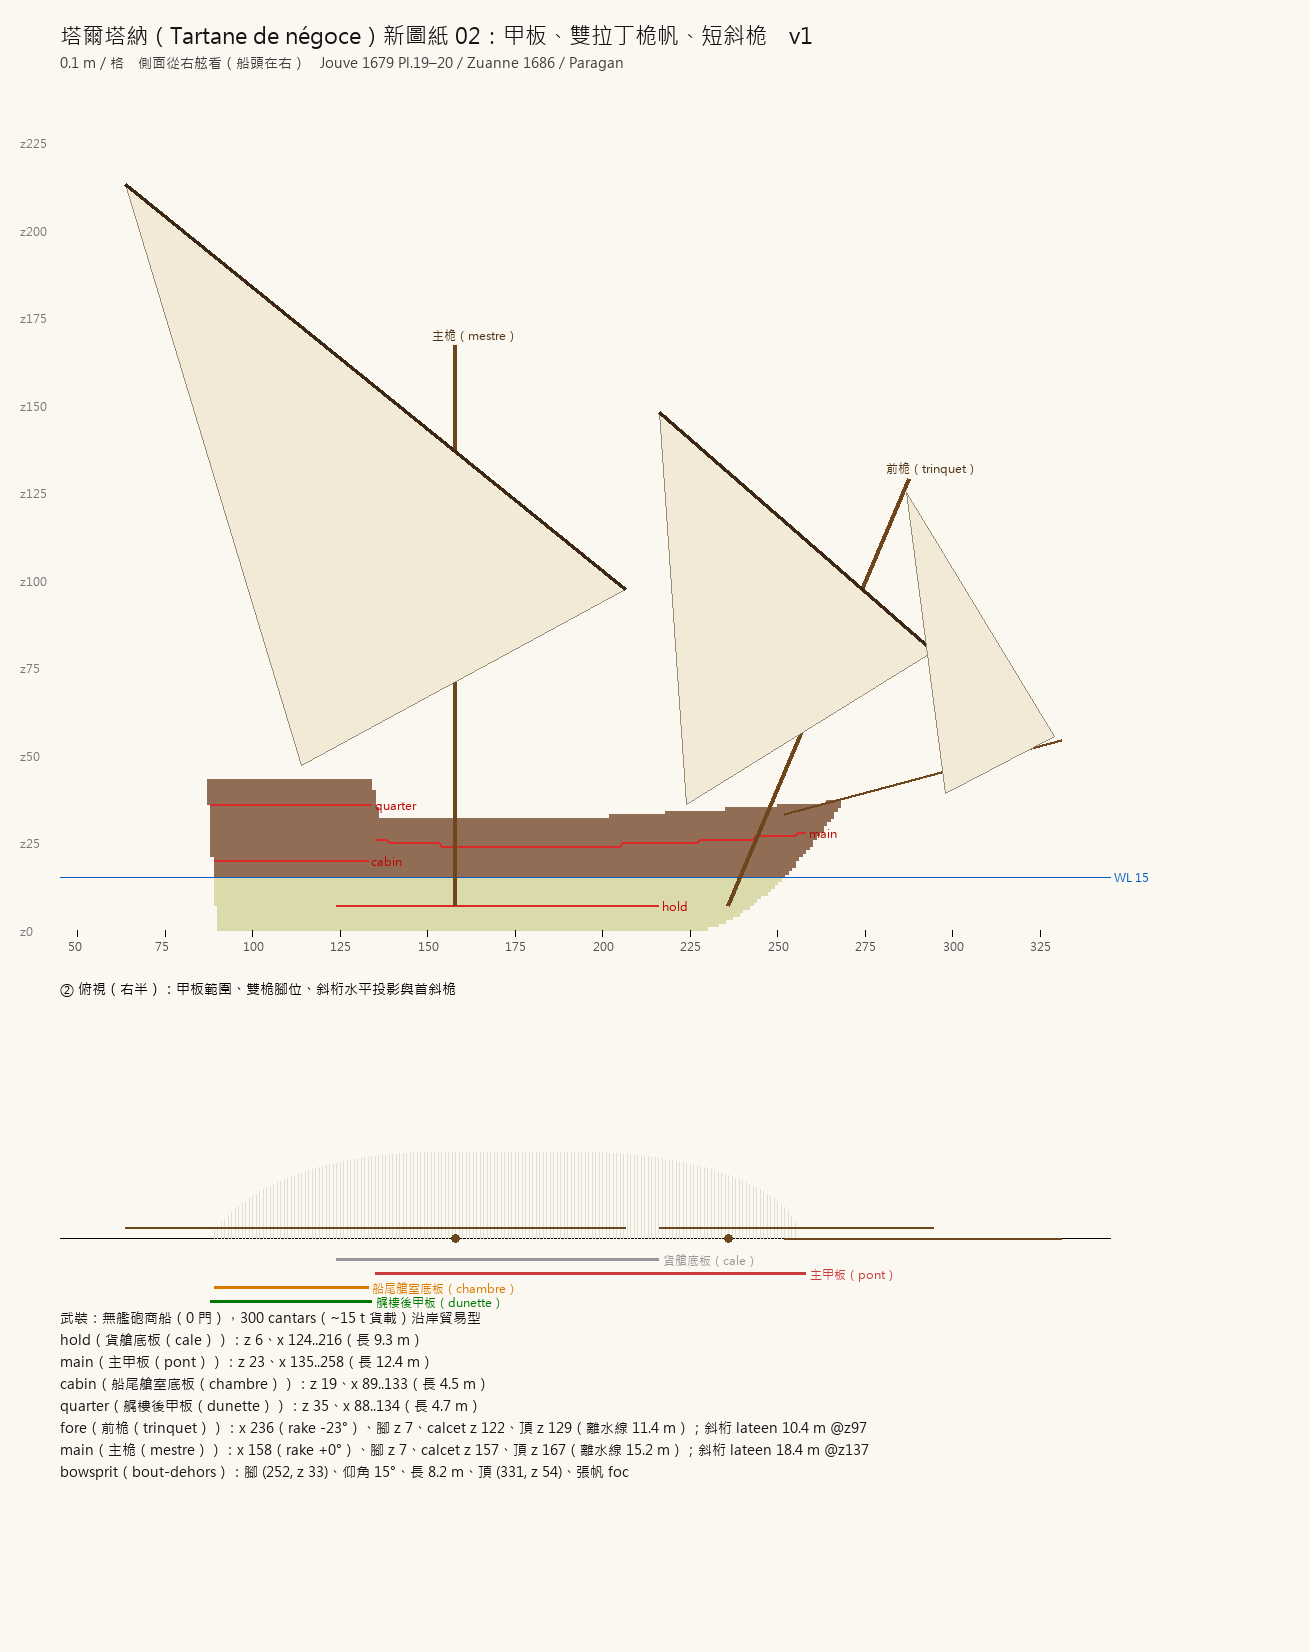 塔爾塔納（Tartane de négoce）新圖紙 02：甲板、雙拉丁桅帆、短斜桅　v1
0.1 m / 格　側面從右舷看（船頭在右）　Jouve 1679 Pl.19–20 / Zuanne 1686 / Paragan
z225
z200
z175
主桅（mestre）
z150
前桅（trinquet）
z125
z100
z75
z50
quarter
z25
main
cabin
WL 15
hold
z0
50 75 100 125 150 175 200 225 250 275 300 325
② 俯視（右半）：甲板範圍、雙桅腳位、斜桁水平投影與首斜桅
貨艙底板（cale）
主甲板（pont）
船尾艙室底板（chambre）
艉樓後甲板（dunette）
武裝：無艦砲商船（0 門），300 cantars（~15 t 貨載）沿岸貿易型
hold（貨艙底板（cale））：z 6、x 124..216（長 9.3 m）
main（主甲板（pont））：z 23、x 135..258（長 12.4 m）
cabin（船尾艙室底板（chambre））：z 19、x 89..133（長 4.5 m）
quarter（艉樓後甲板（dunette））：z 35、x 88..134（長 4.7 m）
fore（前桅（trinquet））：x 236（rake -23°）、腳 z 7、calcet z 122、頂 z 129（離水線 11.4 m）；斜桁 lateen 10.4 m @z97
main（主桅（mestre））：x 158（rake +0°）、腳 z 7、calcet z 157、頂 z 167（離水線 15.2 m）；斜桁 lateen 18.4 m @z137
bowsprit（bout-dehors）：腳 (252, z 33)、仰角 15°、長 8.2 m、頂 (331, z 54)、張帆 foc